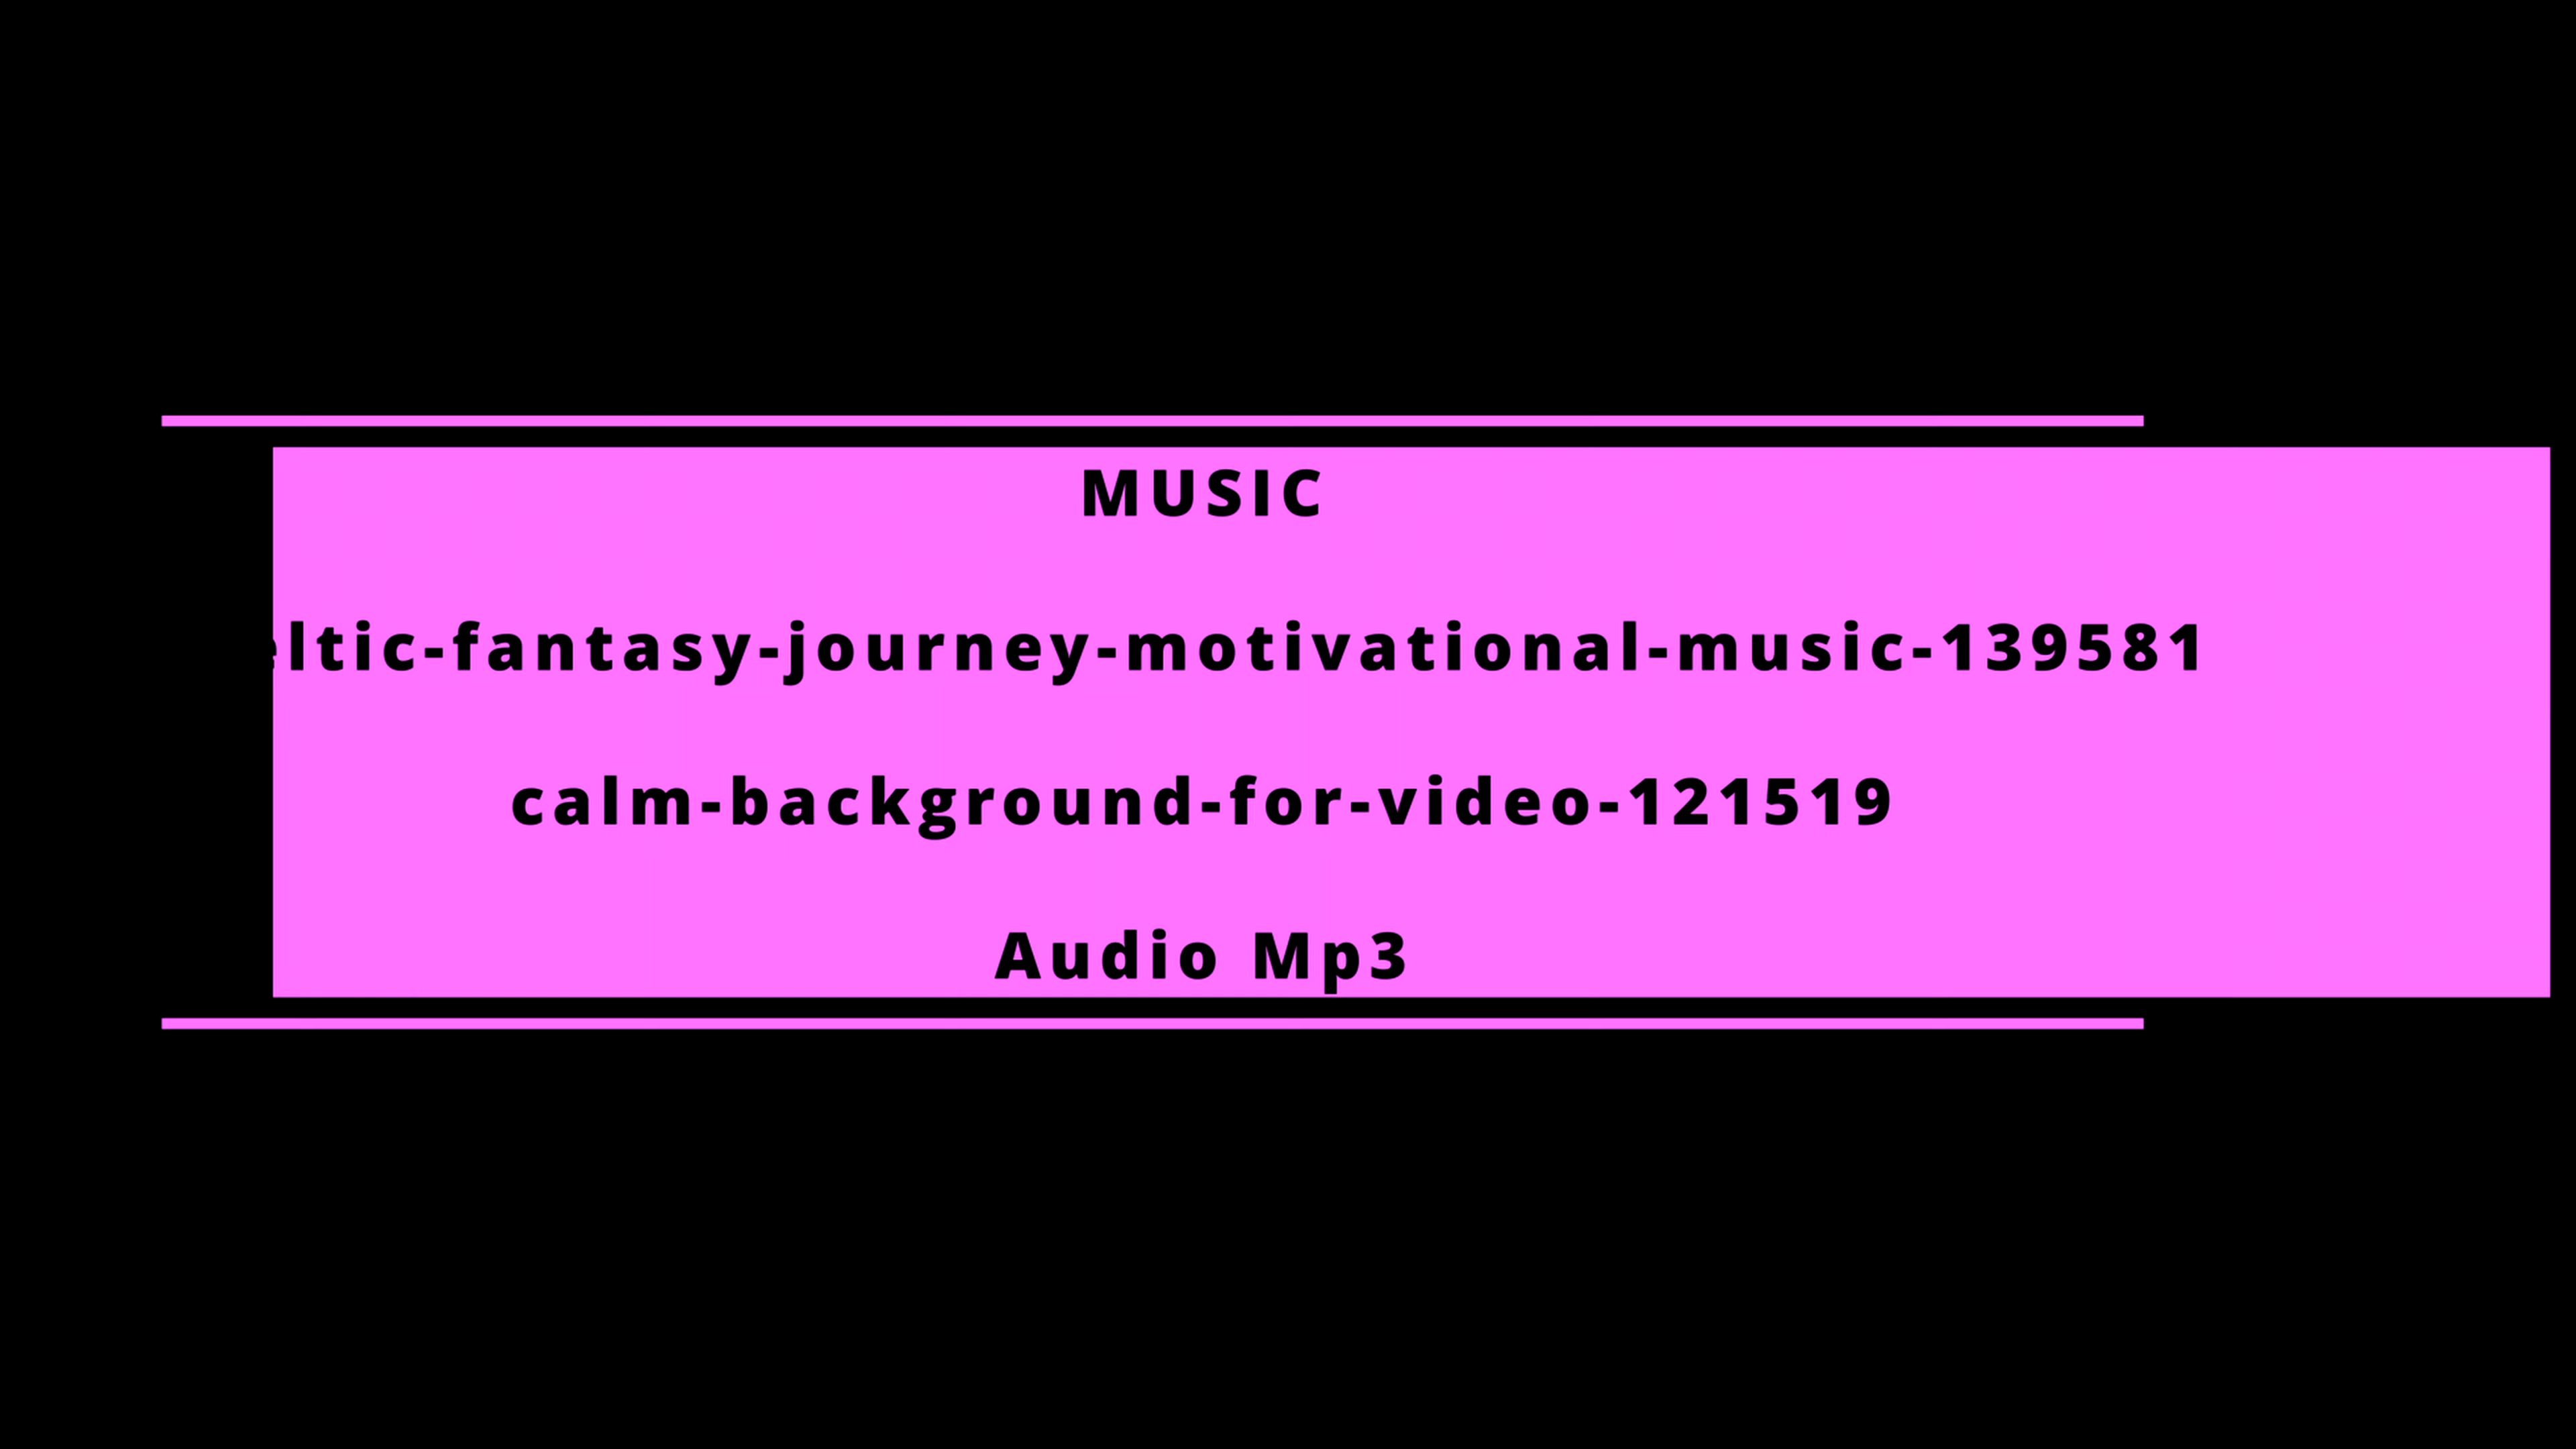 MUSIC
eltic-fantasy-journey-motivational-music-139581
calm-background-for-video-121519
Audio Mp3